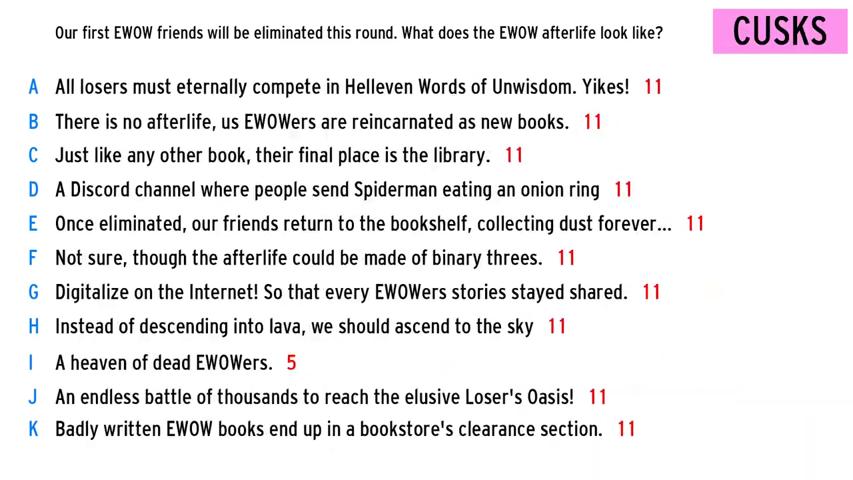 Our first EWOW friends will be eliminated this round. What does the EWOW afterlife look like?
CUSKS
A All losers must eternally compete in Helleven Words of Unwisdom. Yikes! 11
B There is no afterlife, us EWOWers are reincarnated as new books. 11
C Just like any other book, their final place is the library. 11
D A Discord channel where people send Spiderman eating an onion ring 11
E Once eliminated, our friends return to the bookshelf, collecting dust forever... 11
F Not sure, though the afterlife could be made of binary threes. 11
G Digitalize on the Internet! So that every EWOWers stories stayed shared. 11
H Instead of descending into lava, we should ascend to the sky 11
I A heaven of dead EWOWers. 5
J An endless battle of thousands to reach the elusive Loser's Oasis! 11
K Badly written EWOW books end up in a bookstore's clearance section. 11